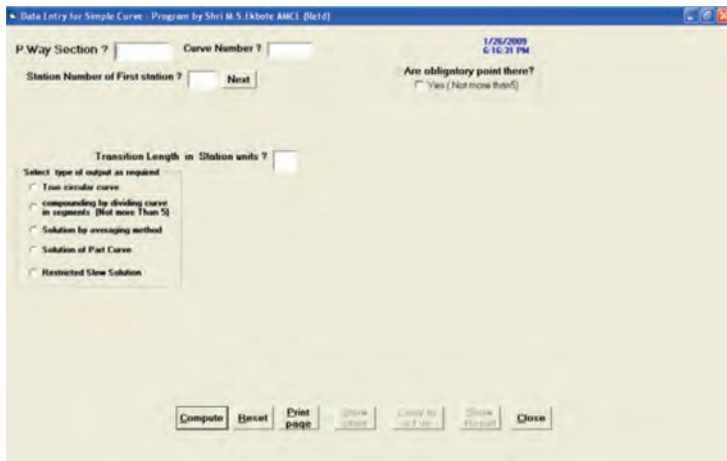 Data Entry for Simple Curve - Program by Shri M.S.Ekbote AMCE (Retd)
P.Way Section ?
Curve Number ?
1/26/2009
6:16:31 PM
Station Number of First station ?
Next
Are obligatory point there?
Yes ( Not more than5)
Transition Length in Station units ?
Select type of output as required
True circular curve
compounding by dividing curve
in segments (Not more Than 5)
Solution by averaging method
Solution of Part Curve
Restricted Slew Solution
Compute
Reset
Print
page
Show
Copy to
Show
Close